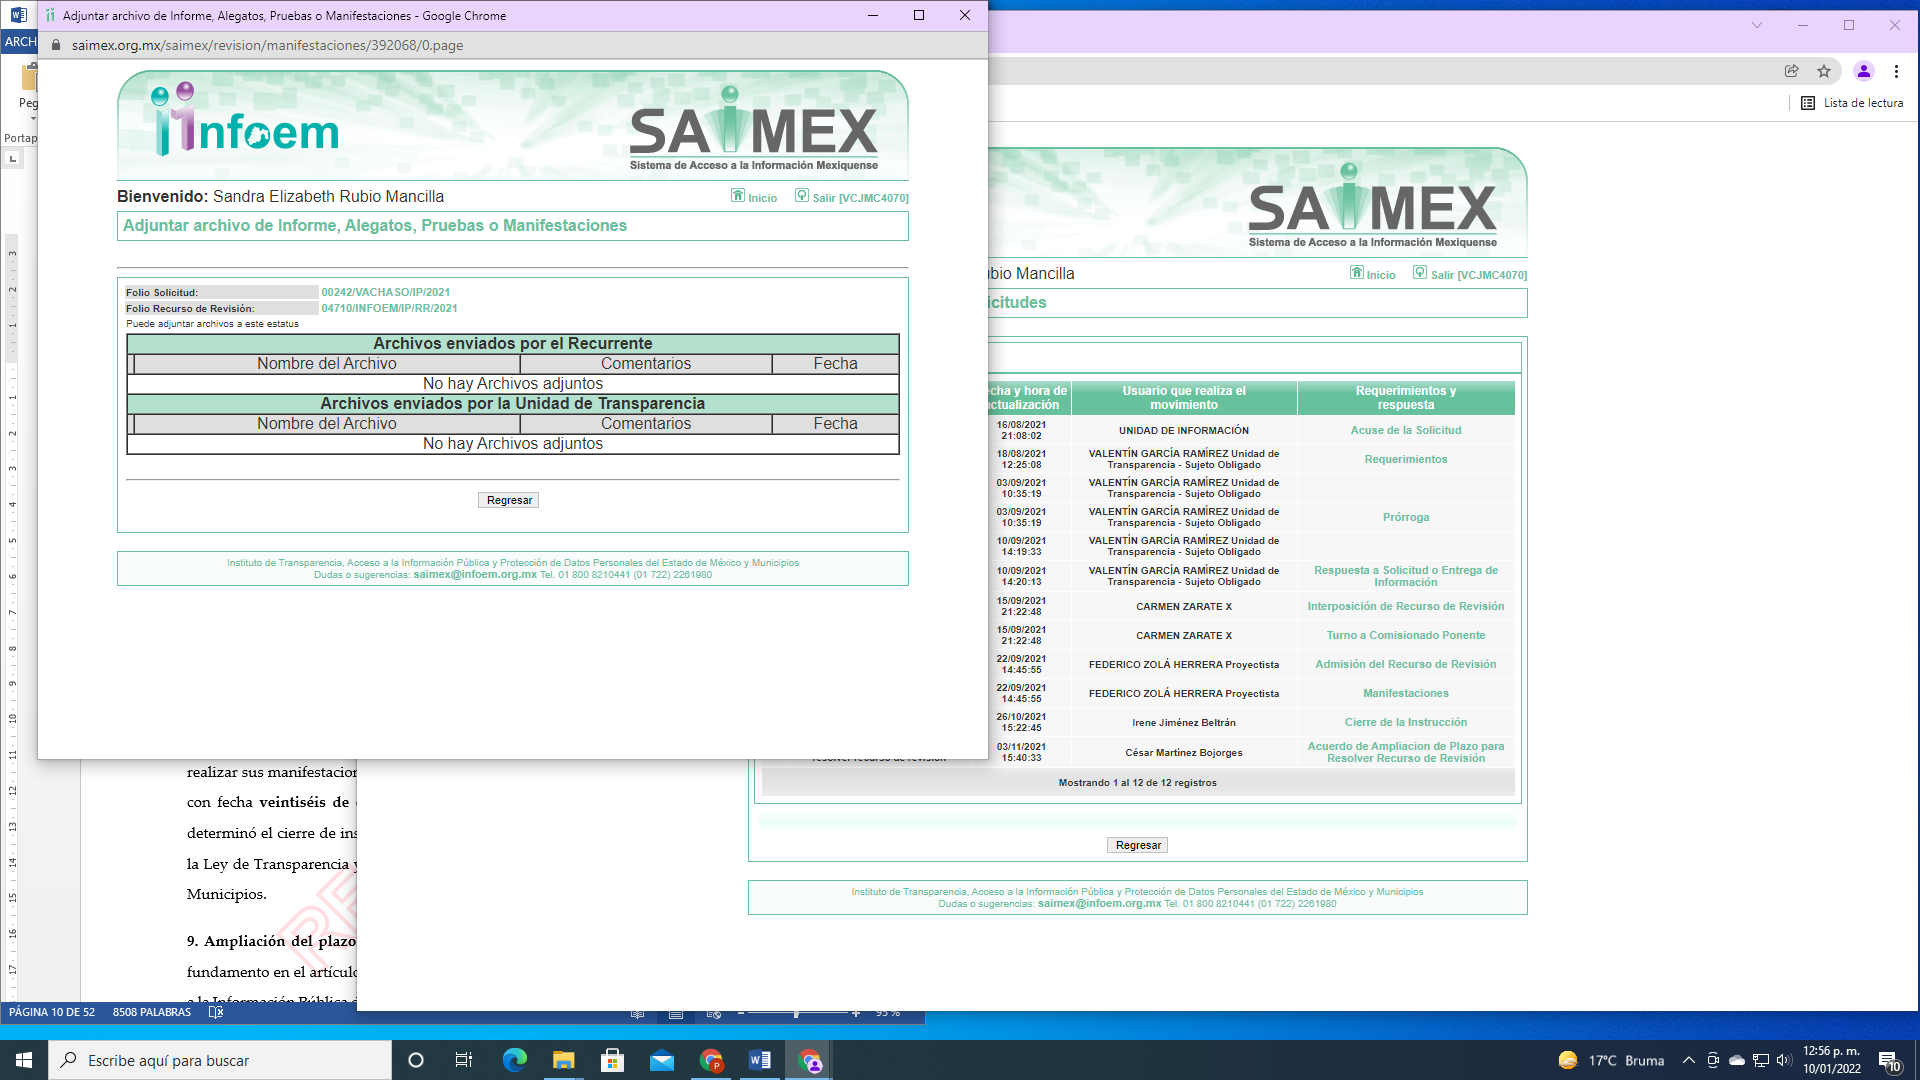 Adjuntar archivo de Informe, Alegatos, Pruebas o Manifestaciones - Google Chrome
saimex.org.mx/saimex/revision/manifestaciones/392068/0.page
infoem
SAIMEX
Sistema de Acceso a la Información Mexiquense
Bienvenido: Sandra Elizabeth Rubio Mancilla
Inicio
Salir [VCJMC4070]
Adjuntar archivo de Informe, Alegatos, Pruebas o Manifestaciones
Folio Solicitud: 00242/VACHASO/IP/2021
Folio Recurso de Revisión: 04710/INFOEM/IP/RR/2021
Puede adjuntar archivos a este estatus
Archivos enviados por el Recurrente
Nombre del Archivo Comentarios Fecha
No hay Archivos adjuntos
Archivos enviados por la Unidad de Transparencia
Nombre del Archivo Comentarios Fecha
No hay Archivos adjuntos
Regresar
Instituto de Transparencia, Acceso a la Información Pública y Protección de Datos Personales del Estado de México y Municipios
Dudas o sugerencias: saimex@infoem.org.mx Tel. 01 800 8210441 (01 722) 2261980
ARCH
Peg
Portap
Lista de lectura
SAIMEX
Sistema de Acceso a la Información Mexiquense
ubio Mancilla
Inicio
Salir [VCJMC4070]
icitudes
echa y hora de
actualización
Usuario que realiza el
movimiento
Requerimientos y
respuesta
16/08/2021
21:08:02
UNIDAD DE INFORMACIÓN
Acuse de la Solicitud
18/08/2021
12:25:08
VALENTÍN GARCÍA RAMÍREZ Unidad de
Transparencia - Sujeto Obligado
Requerimientos
03/09/2021
10:35:19
VALENTÍN GARCÍA RAMÍREZ Unidad de
Transparencia - Sujeto Obligado
03/09/2021
10:35:19
VALENTÍN GARCÍA RAMÍREZ Unidad de
Transparencia - Sujeto Obligado
Prórroga
10/09/2021
14:19:33
VALENTÍN GARCÍA RAMÍREZ Unidad de
Transparencia - Sujeto Obligado
10/09/2021
14:20:13
VALENTÍN GARCÍA RAMÍREZ Unidad de
Transparencia - Sujeto Obligado
Respuesta a Solicitud o Entrega de
Información
15/09/2021
21:22:48
CARMEN ZARATE X
Interposición de Recurso de Revisión
15/09/2021
21:22:48
CARMEN ZARATE X
Turno a Comisionado Ponente
22/09/2021
14:45:55
FEDERICO ZOLÁ HERRERA Proyectista
Admisión del Recurso de Revisión
22/09/2021
14:45:55
FEDERICO ZOLÁ HERRERA Proyectista
Manifestaciones
26/10/2021
15:22:45
Irene Jiménez Beltrán
Cierre de la Instrucción
03/11/2021
15:40:33
César Martínez Bojorges
Acuerdo de Ampliacion de Plazo para
Resolver Recurso de Revisión
resolver recurso de revisión
Mostrando 1 al 12 de 12 registros
Regresar
Instituto de Transparencia, Acceso a la Información Pública y Protección de Datos Personales del Estado de México y Municipios
Dudas o sugerencias: saimex@infoem.org.mx Tel. 01 800 8210441 (01 722) 2261980
realizar sus manifestacion
con fecha veintiséis de
determinó el cierre de ins
la Ley de Transparencia y
Municipios.
9. Ampliación del plazo
fundamento en el artículo
a la Información Pública
PÁGINA 10 DE 52 8508 PALABRAS
93 %
Escribe aquí para buscar
17°C Bruma
12:56 p. m.
10/01/2022
10